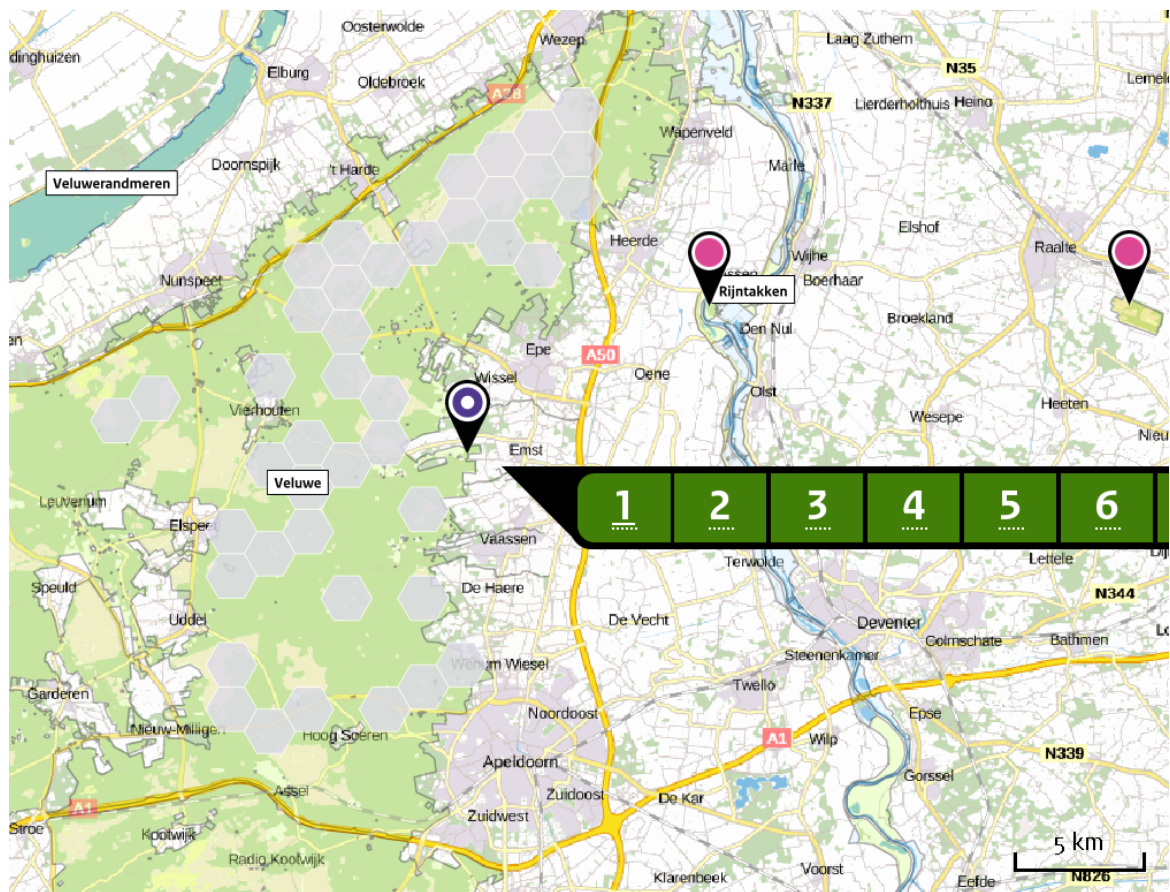 Oosterwolde
Wezep
Laag Zuthem
N35
dinghuizen
Elburg
Oldebroek
A28
N337
Lierderholthuis
Heino
Wapenveld
Doornspijk
't Harde
Marle
Veluwerandmeren
Elshof
Heerde
Raalte
Wijhe
Nunspeet
Boerhaar
Rijntakken
Broekland
Den Nul
Epe
A50
Wissel
Oene
Olst
Heeten
Vierhouten
Wesepe
Emst
Veluwe
Leuvenum
1 2 3 4 5 6
Elspeet
Vaassen
Terwolde
Lettele
Speuld
De Haere
N344
Uddel
De Vecht
Deventer
Colmschate
Bathmen
Steenenkamer
Wenum Wiesel
Twello
Garderen
Noordoost
Epse
Nieuw-Millige
Hoog Soeren
A1
Wilp
N339
Apeldoorn
Gorssel
Assel
Zuidoost
De Kar
A1
Stroe
Zuidwest
Kootwijk
5 km
Radio Kootwijk
Klarenbeek
Voorst
Eefde
N826